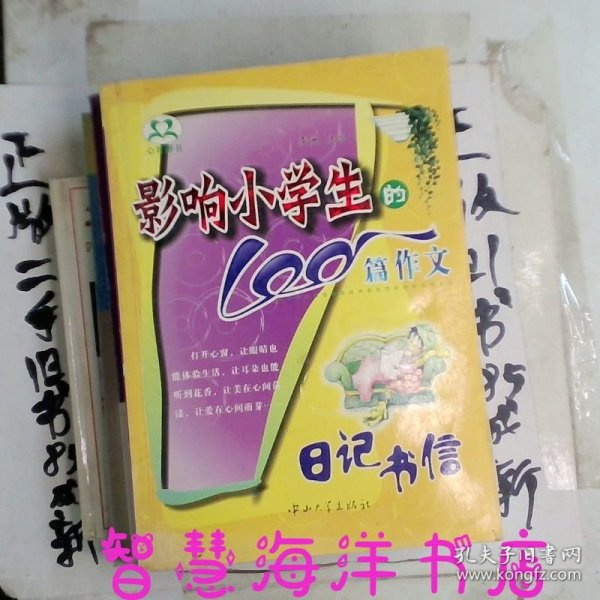 影响小学生的
100篇作文
打开心窗，让眼睛也
能体验生活，让耳朵也能
听到花香，让美在心间荡
漾，让爱在心间萌芽…
日记书信
中山大学出版社
正版二手旧书85成新
正版 书85成新
智慧海洋书店
孔夫子旧书网
www.kongfz.com